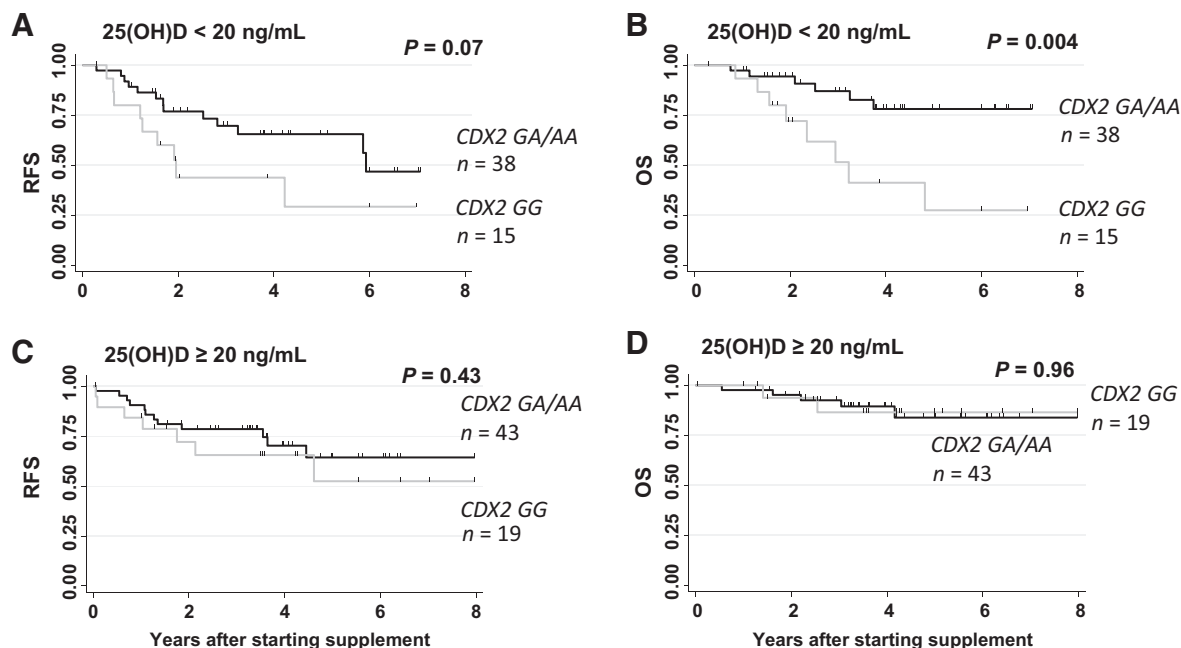 A
25(OH)D < 20 ng/mL
P = 0.07
1.00
0.75
0.50
0.25
0.00
RFS
CDX2 GA/AA
n = 38
CDX2 GG
n = 15
0 2 4 6 8
B
25(OH)D < 20 ng/mL
P = 0.004
1.00
0.75
0.50
0.25
0.00
OS
CDX2 GA/AA
n = 38
CDX2 GG
n = 15
0 2 4 6 8
C
25(OH)D ≥ 20 ng/mL
P = 0.43
1.00
0.75
0.50
0.25
0.00
RFS
CDX2 GA/AA
n = 43
CDX2 GG
n = 19
0 2 4 6 8
Years after starting supplement
D
25(OH)D ≥ 20 ng/mL
P = 0.96
1.00
0.75
0.50
0.25
0.00
OS
CDX2 GG
n = 19
CDX2 GA/AA
n = 43
0 2 4 6 8
Years after starting supplement